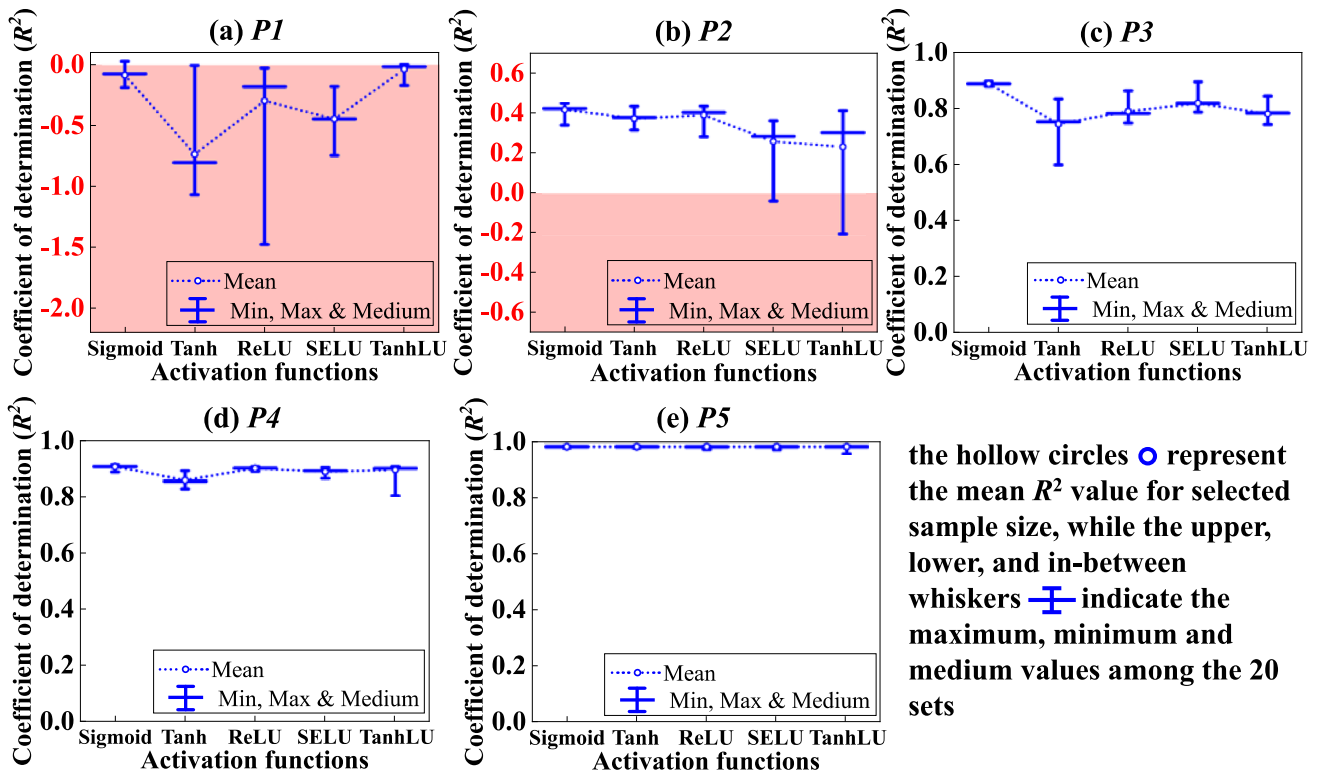 (a) P1
Coefficient of determination (R²)
0.0
-0.5
-1.0
-1.5
-2.0
Mean
Min, Max & Medium
Sigmoid Tanh ReLU SELU TanhLU
Activation functions
(b) P2
Coefficient of determination (R²)
0.6
0.4
0.2
0.0
-0.2
-0.4
-0.6
Mean
Min, Max & Medium
Sigmoid Tanh ReLU SELU TanhLU
Activation functions
(c) P3
Coefficient of determination (R²)
1.0
0.8
0.6
0.4
0.2
0.0
Mean
Min, Max & Medium
Sigmoid Tanh ReLU SELU TanhLU
Activation functions
(d) P4
Coefficient of determination (R²)
1.0
0.8
0.6
0.4
0.2
0.0
Mean
Min, Max & Medium
Sigmoid Tanh ReLU SELU TanhLU
Activation functions
(e) P5
Coefficient of determination (R²)
1.0
0.8
0.6
0.4
0.2
0.0
Mean
Min, Max & Medium
Sigmoid Tanh ReLU SELU TanhLU
Activation functions
the hollow circles represent
the mean R² value for selected
sample size, while the upper,
lower, and in-between
whiskers indicate the
maximum, minimum and
medium values among the 20
sets